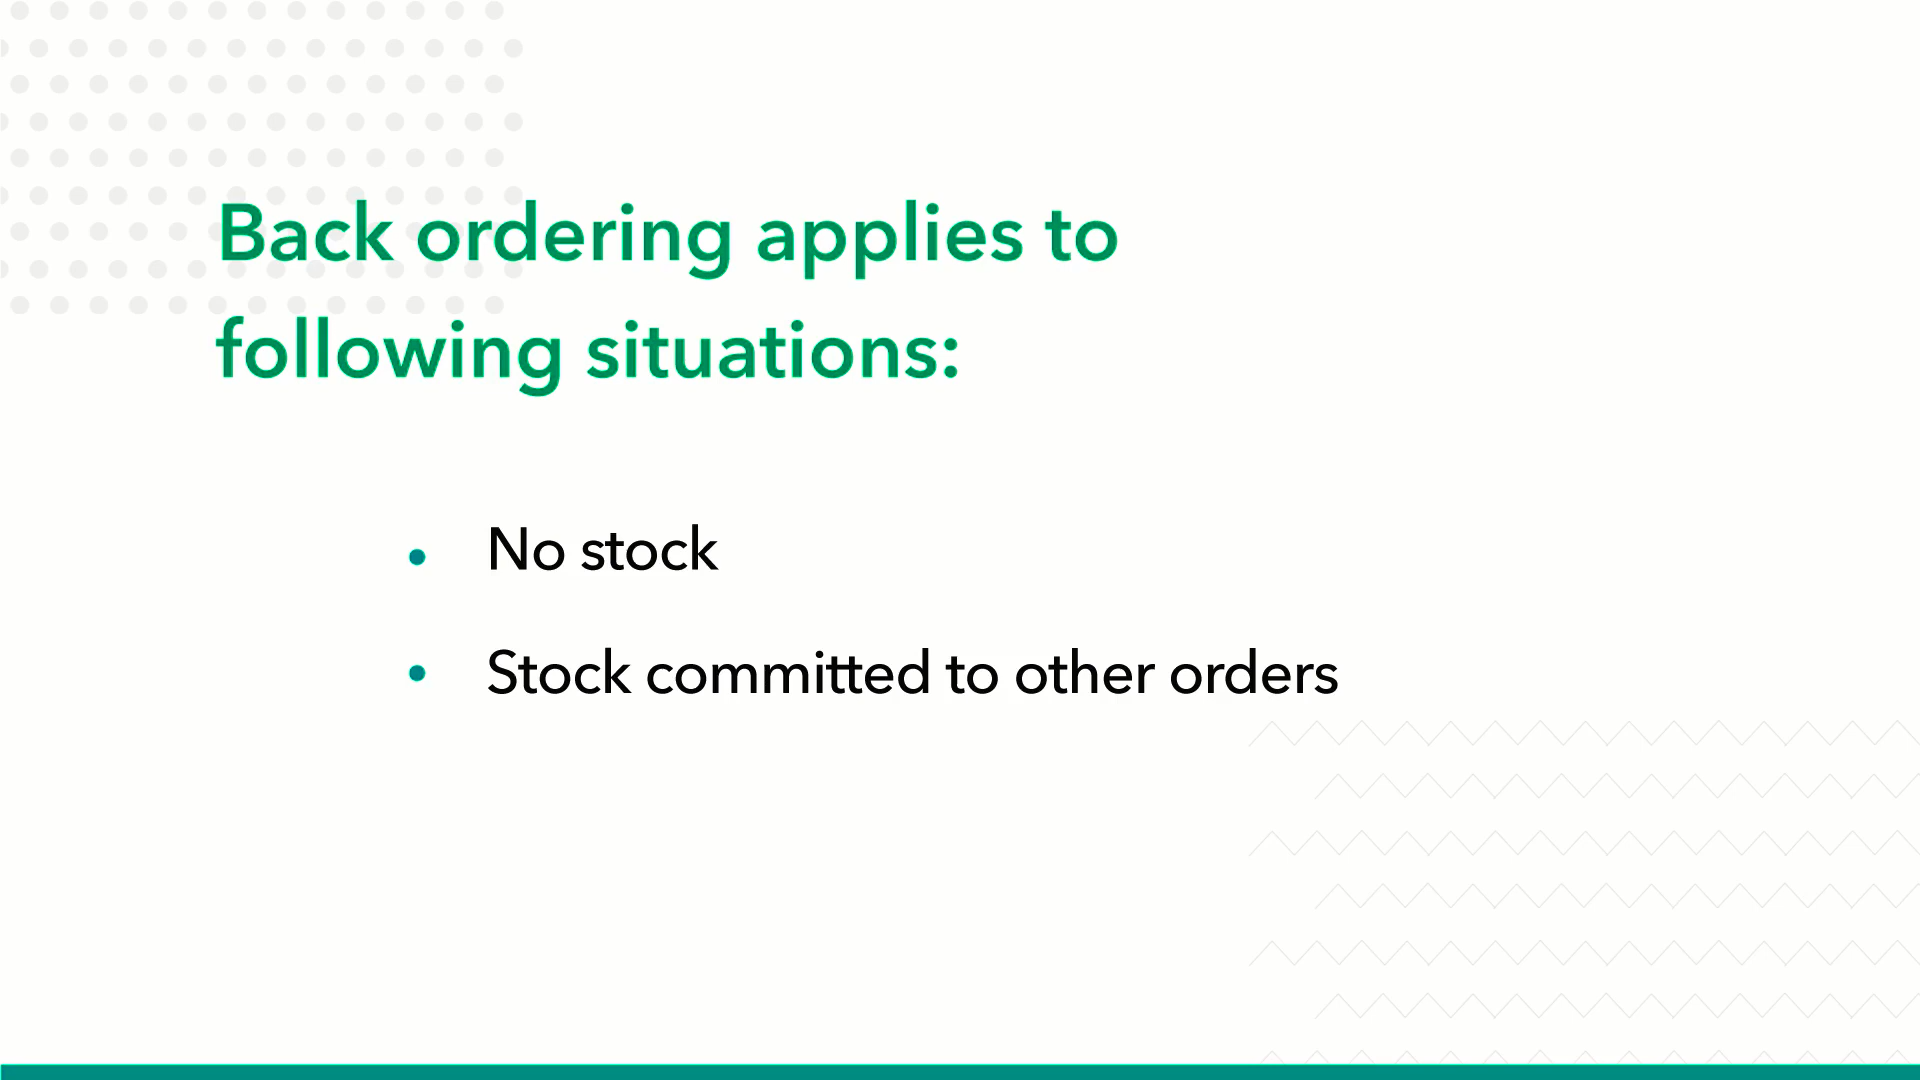 Back ordering applies to
following situations:
• No stock
• Stock committed to other orders